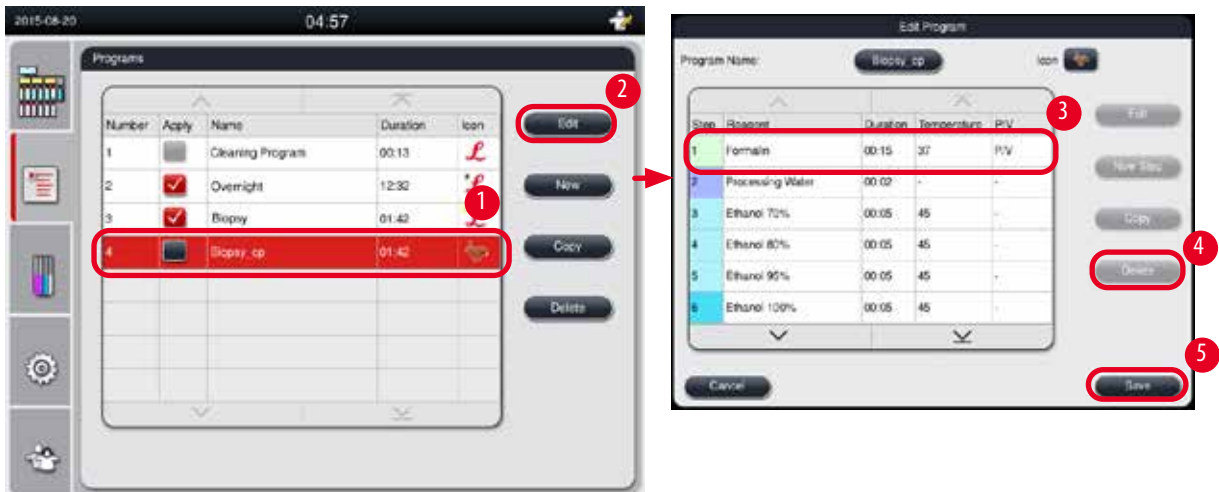 2015-08-20 04:57
Programs
Number Apply Name Duration Icon
1 Cleaning Program 00:13 L
2 Overnight 12:32 L
3 Biopsy 01:42
4 Biopsy_cp 01:42
Edit
New
Copy
Delete
1
2
Edit Program
Program Name: Biopsy_cp Icon
Step Reagent Duration Temperature P/V
1 Formalin 00:15 37 P/V
2 Processing Water 00:02 - -
3 Ethanol 70% 00:05 45 -
4 Ethanol 80% 00:05 45 -
5 Ethanol 95% 00:05 45 -
6 Ethanol 100% 00:05 45 -
Edit
New Step
Copy
Delete
Cancel
Save
3
4
5